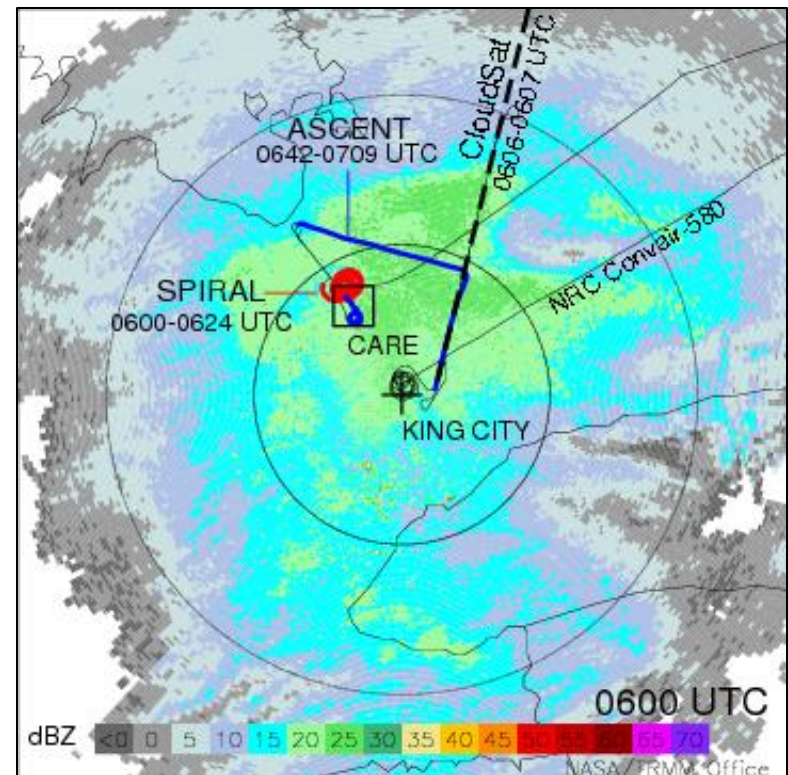 CloudSat
0606-0607 UTC
ASCENT
0642-0709 UTC
NRC Convair-580
SPIRAL
0600-0624 UTC
CARE
KING CITY
0600 UTC
dBZ <0 0 5 10 15 20 25 30 35 40 45 50 55 60 65 70
NASA/TRMM Office